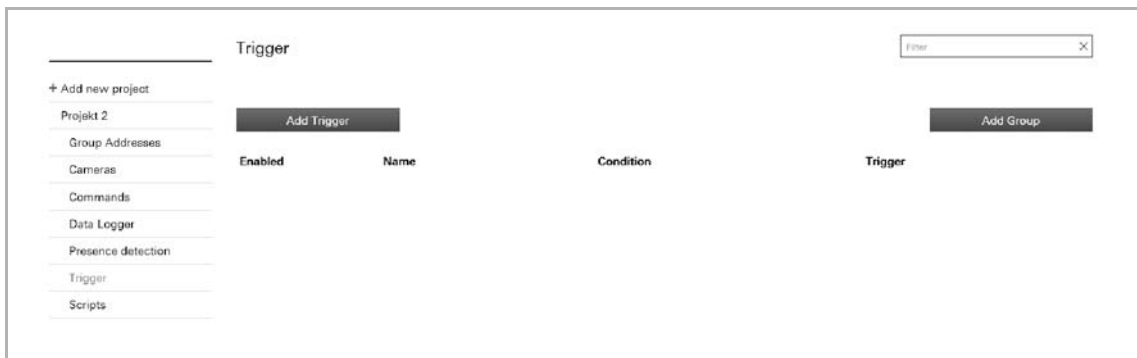 Trigger
Filter ×
+ Add new project
Projekt 2
Group Addresses
Cameras
Commands
Data Logger
Presence detection
Trigger
Scripts
Add Trigger Add Group
Enabled Name Condition Trigger